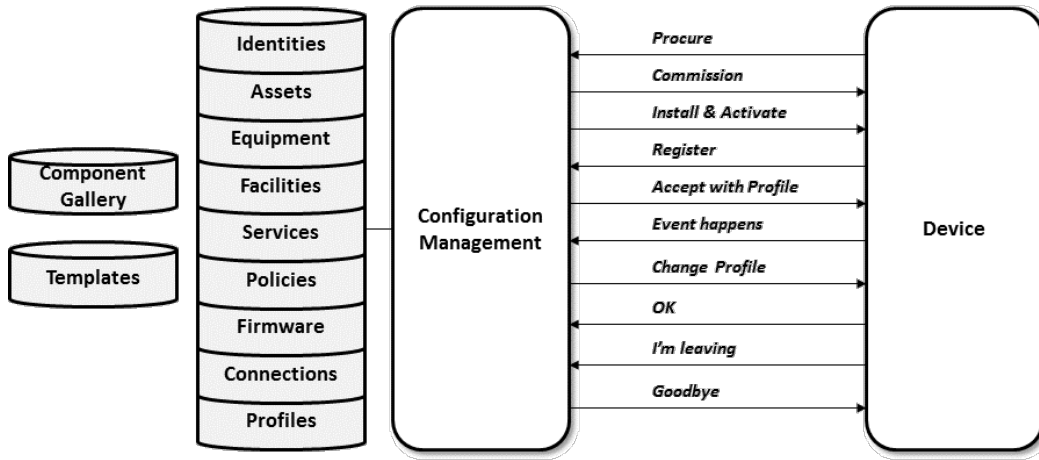 Component
Gallery
Templates
Identities
Assets
Equipment
Facilities
Services
Policies
Firmware
Connections
Profiles
Configuration
Management
Procure
Commission
Install & Activate
Register
Accept with Profile
Event happens
Change Profile
OK
I'm leaving
Goodbye
Device